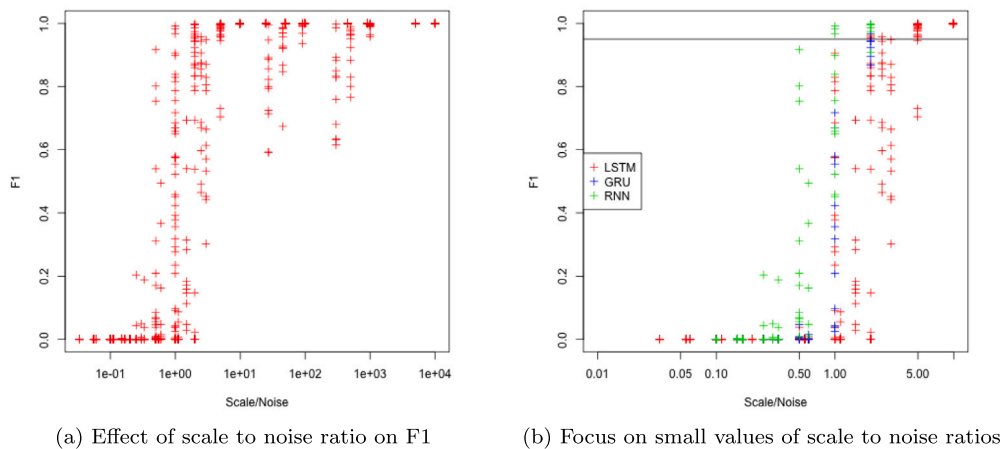 1.0
0.8
0.6
0.4
0.2
0.0
F1
1e-01 1e+00 1e+01 1e+02 1e+03 1e+04
Scale/Noise
(a) Effect of scale to noise ratio on F1
1.0
0.8
0.6
0.4
0.2
0.0
F1
LSTM
GRU
RNN
0.01 0.05 0.10 0.50 1.00 5.00
Scale/Noise
(b) Focus on small values of scale to noise ratios